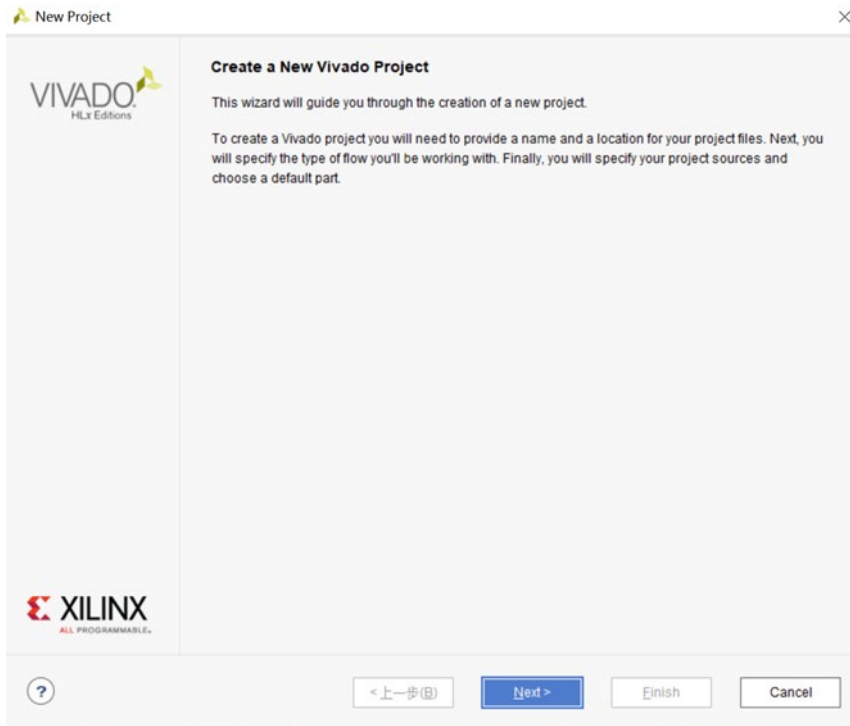 New Project
VIVADO.
HLx Editions
Create a New Vivado Project
This wizard will guide you through the creation of a new project.
To create a Vivado project you will need to provide a name and a location for your project files. Next, you
will specify the type of flow you'll be working with. Finally, you will specify your project sources and
choose a default part.
XILINX
ALL PROGRAMMABLE.
?
<上一步(B)
Next >
Finish
Cancel